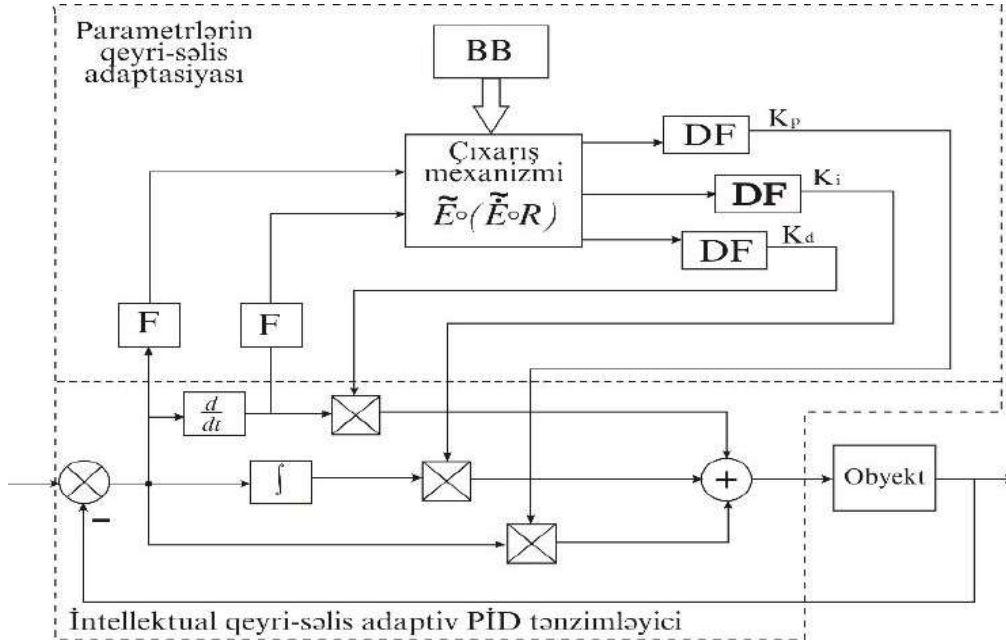 Parametrlərin
qeyri-səlis
adaptasiyası
BB
Çıxarış
mexanizmi
Ẽ∘(Ė̃∘R)
DF
Kp
DF
Ki
DF
Kd
F
F
d
dt
∫
+
Obyekt
−
İntellektual qeyri-səlis adaptiv PİD tənzimləyici